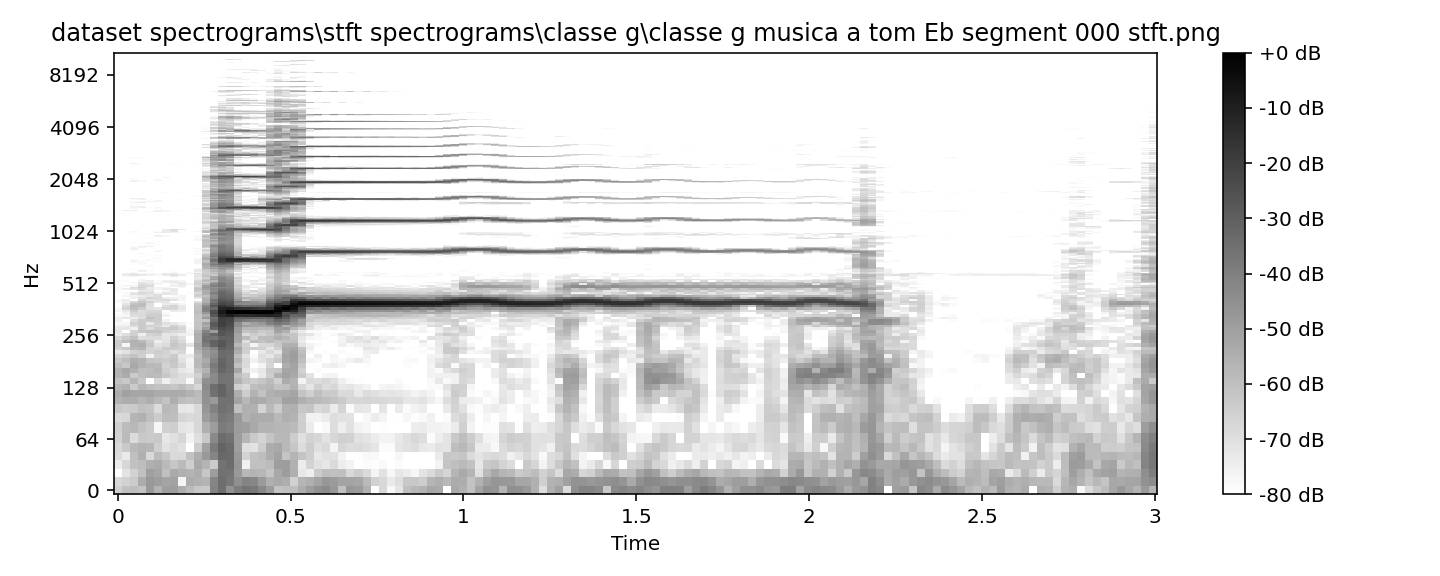 dataset spectrograms\stft spectrograms\classe g\classe g musica a tom Eb segment 000 stft.png
8192
4096
2048
1024
512
256
128
64
0
Hz
0
0.5
1
1.5
2
2.5
3
Time
+0 dB
-10 dB
-20 dB
-30 dB
-40 dB
-50 dB
-60 dB
-70 dB
-80 dB